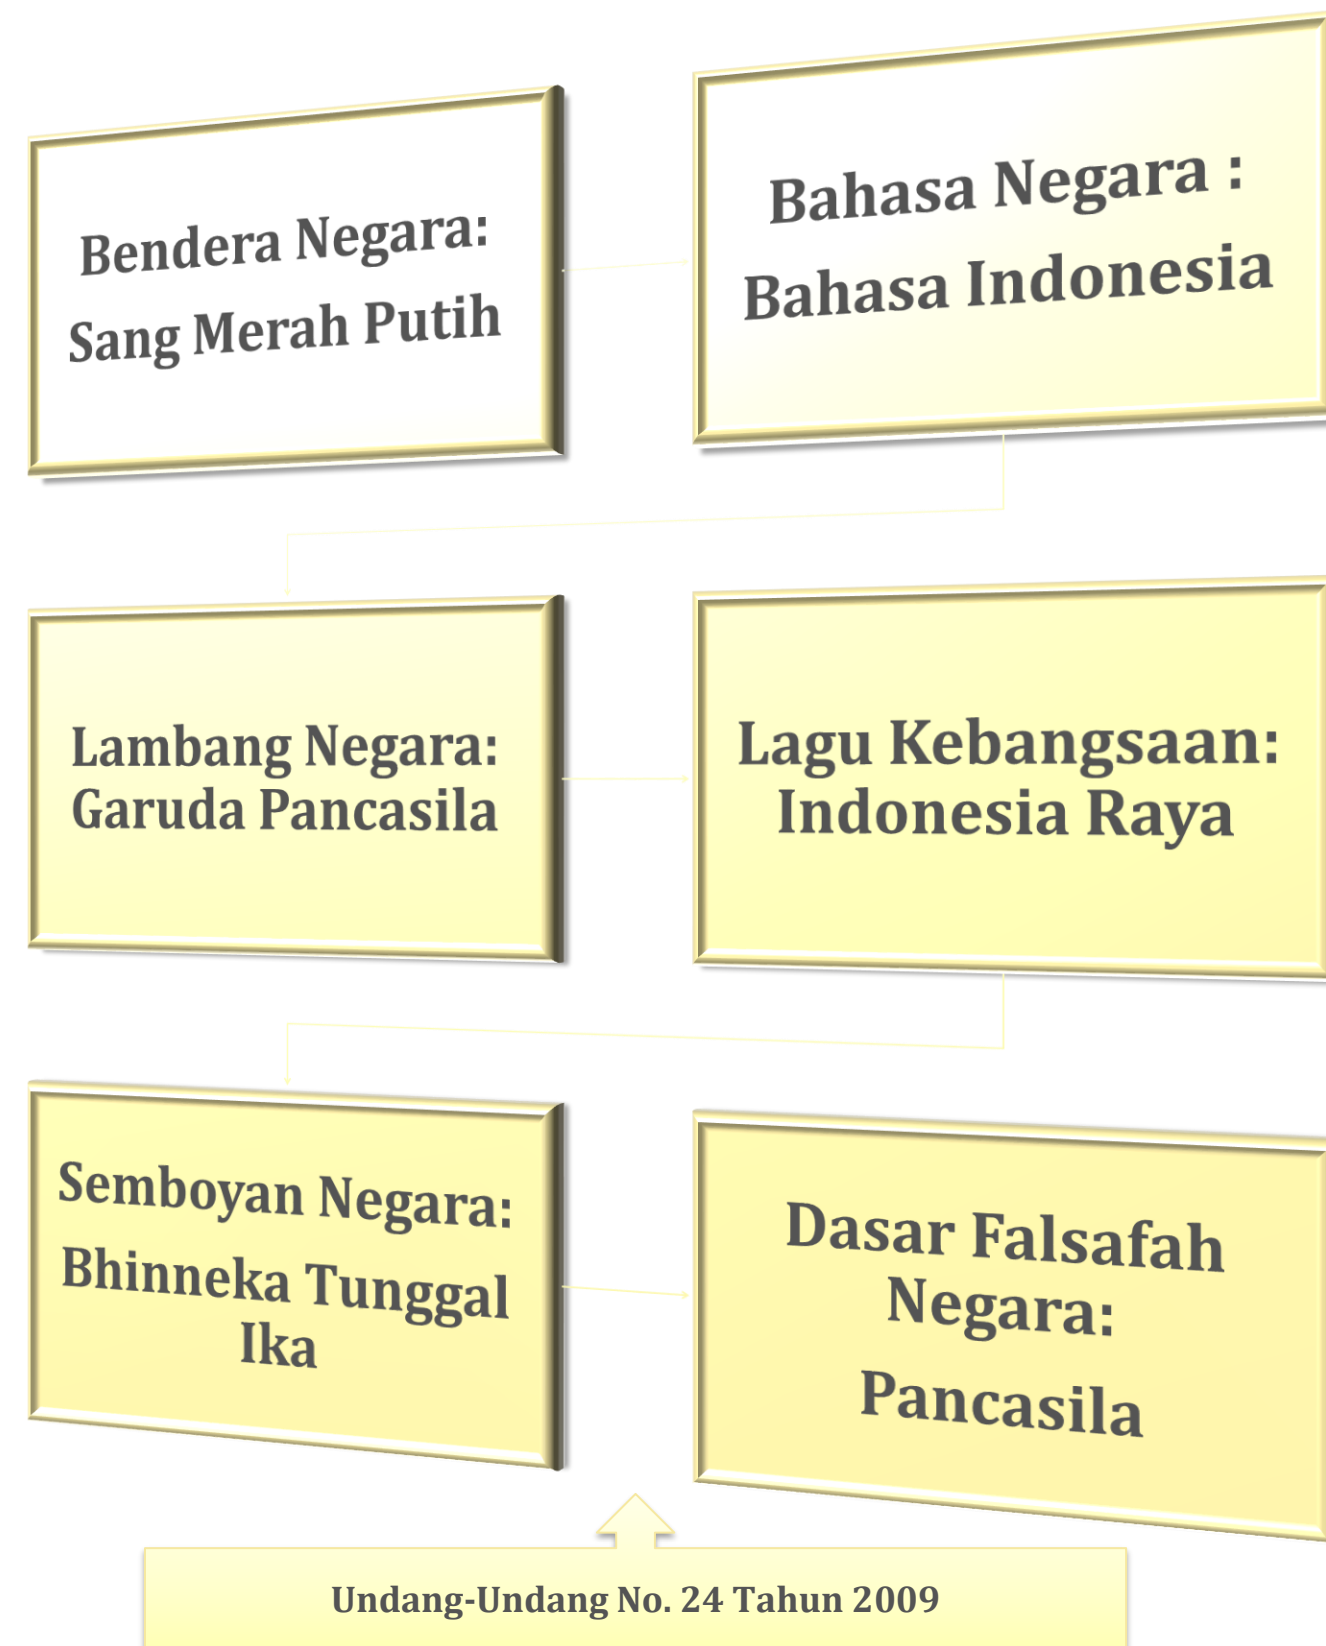 Bendera Negara:
Sang Merah Putih
Bahasa Negara :
Bahasa Indonesia
Lambang Negara:
Garuda Pancasila
Lagu Kebangsaan:
Indonesia Raya
Semboyan Negara:
Bhinneka Tunggal
Ika
Dasar Falsafah
Negara:
Pancasila
Undang-Undang No. 24 Tahun 2009